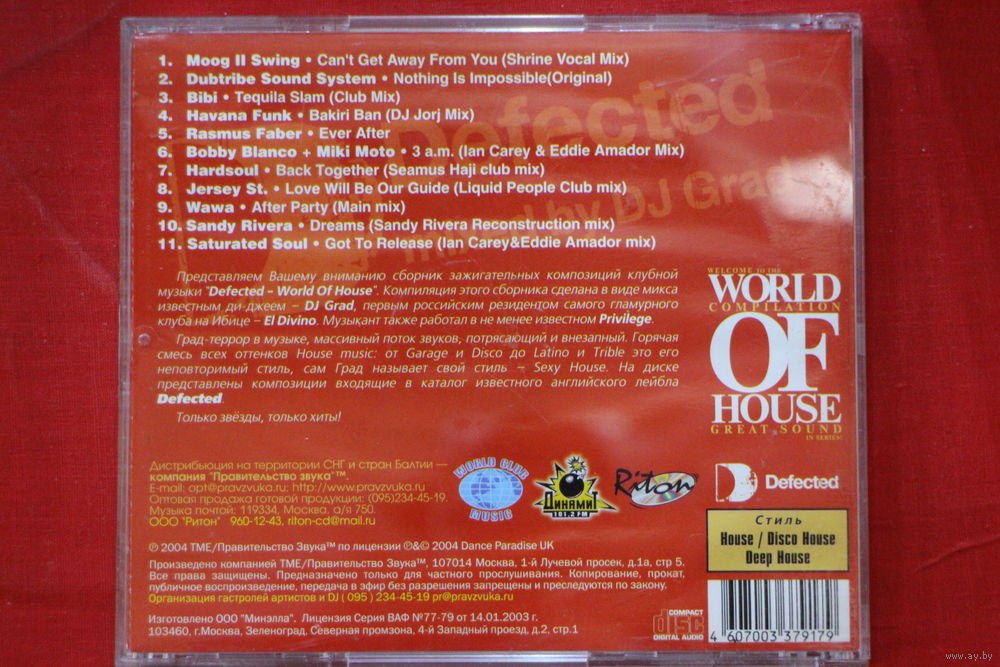 1. Moog II Swing • Can't Get Away From You (Shrine Vocal Mix)
2. Dubtribe Sound System • Nothing Is Impossible(Original)
3. Bibi • Tequila Slam (Club Mix)
4. Havana Funk • Bakiri Ban (DJ Jorj Mix)
5. Rasmus Faber • Ever After
6. Bobby Blanco + Miki Moto • 3 a.m. (Ian Carey & Eddie Amador Mix)
7. Hardsoul • Back Together (Seamus Haji club mix)
8. Jersey St. • Love Will Be Our Guide (Liquid People Club mix)
9. Wawa • After Party (Main mix)
10. Sandy Rivera • Dreams (Sandy Rivera Reconstruction mix)
11. Saturated Soul • Got To Release (Ian Carey&Eddie Amador mix)
Defected
mixed by DJ Grad
Представляем Вашему вниманию сборник зажигательных композиций клубной
музыки "Defected – World Of House". Компиляция этого сборника сделана в виде микса
известным ди-джеем – DJ Grad, первым российским резидентом самого гламурного
клуба на Ибице – El Divino. Музыкант также работал в не менее известном Privilege.
Град-террор в музыке, массивный поток звуков, потрясающий и внезапный. Горячая
смесь всех оттенков House music: от Garage и Disco до Latino и Trible это его
неповторимый стиль, сам Град называет свой стиль – Sexy House. На диске
представлены композиции входящие в каталог известного английского лейбла
Defected.
Только звёзды, только хиты!
WELCOME TO THE
WORLD
COMPILATION
OF
HOUSE
GREAT SOUND
IN SERIES!
Дистрибьюция на территории СНГ и стран Балтии —
компания "Правительство звука"™.
E-mail: opt@pravzvuka.ru; http://www.pravzvuka.ru
Оптовая продажа готовой продукции: (095)234-45-19.
Музыка почтой: 119334, Москва, а/я 750.
ООО "Ритон" 960-12-43, riton-cd@mail.ru
WORLD CLUB
MUSIC
ДИНАМИТ
101.2 FM
Riton
Defected
Стиль
House / Disco House
Deep House
℗ 2004 TME/Правительство Звука™ по лицензии ℗&© 2004 Dance Paradise UK
Произведено компанией TME/Правительство Звука™, 107014 Москва, 1-й Лучевой просек, д.1а, стр 5.
Все права защищены. Предназначено только для частного прослушивания. Копирование, прокат,
публичное воспроизведение, передача в эфир без разрешения запрещены и преследуются по закону.
Организация гастролей артистов и DJ ( 095 ) 234-45-19 pr@pravzvuka.ru
Изготовлено ООО "Минэлла". Лицензия Серия ВАФ №77-79 от 14.01.2003 г.
103460, г.Москва, Зеленоград, Северная промзона, 4-й Западный проезд, д.2, стр.1
COMPACT
disc
DIGITAL AUDIO
4 607003 379179
www.ay.by